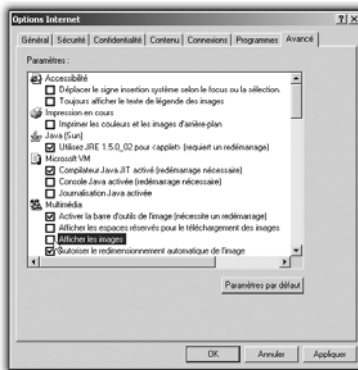 Options Internet
Général Sécurité Confidentialité Contenu Connexions Programmes Avancé
Paramètres :
Accessibilité
Déplacer le signe insertion système selon le focus ou la sélection.
Toujours afficher le texte de légende des images
Impression en cours
Imprimer les couleurs et les images d'arrière-plan
Java (Sun)
Utilisez JRE 1.5.0_02 pour <applet> (requiert un redémarrage)
Microsoft VM
Compilateur Java JIT activé (redémarrage nécessaire)
Console Java activée (redémarrage nécessaire)
Journalisation Java activée
Multimédia
Activer la barre d'outils de l'image (nécessite un redémarrage)
Afficher les espaces réservés pour le téléchargement des images
Afficher les images
Autoriser le redimensionnement automatique de l'image
Paramètres par défaut
OK Annuler Appliquer